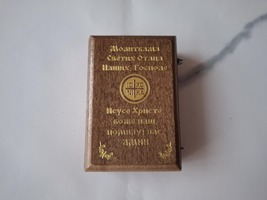 Молитвама
Светих Отаца
Наших, Господе
Исусе Христе
Боже наш
помилуј нас
Амин